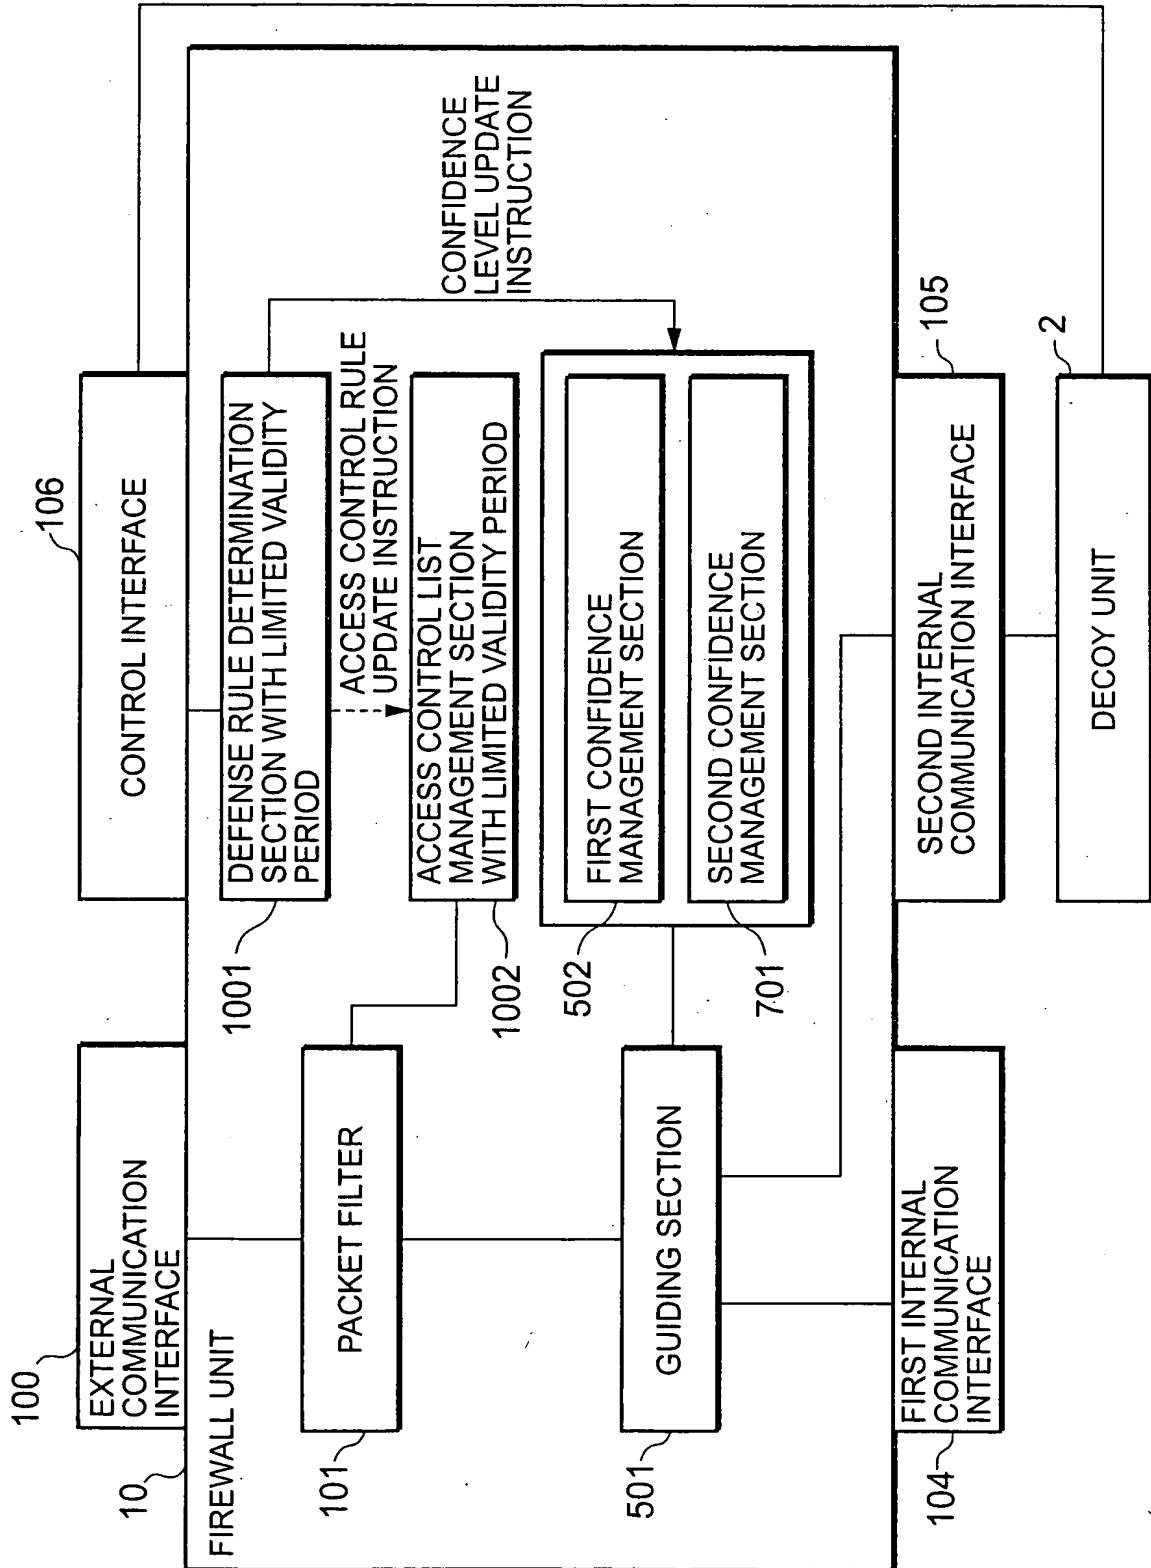 100
EXTERNAL
COMMUNICATION
INTERFACE
106
CONTROL INTERFACE
10
FIREWALL UNIT
1001
DEFENSE RULE DETERMINATION
SECTION WITH LIMITED VALIDITY
PERIOD
ACCESS CONTROL RULE
UPDATE INSTRUCTION
CONFIDENCE
LEVEL UPDATE
INSTRUCTION
101
PACKET FILTER
1002
ACCESS CONTROL LIST
MANAGEMENT SECTION
WITH LIMITED VALIDITY PERIOD
502
FIRST CONFIDENCE
MANAGEMENT SECTION
501
GUIDING SECTION
701
SECOND CONFIDENCE
MANAGEMENT SECTION
104
FIRST INTERNAL
COMMUNICATION
INTERFACE
105
SECOND INTERNAL
COMMUNICATION INTERFACE
2
DECOY UNIT